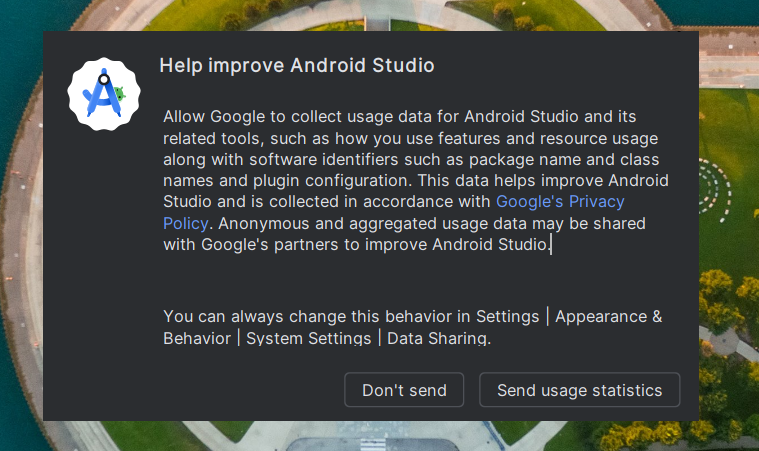 Help improve Android Studio
Allow Google to collect usage data for Android Studio and its
related tools, such as how you use features and resource usage
along with software identifiers such as package name and class
names and plugin configuration. This data helps improve Android
Studio and is collected in accordance with Google's Privacy
Policy. Anonymous and aggregated usage data may be shared
with Google's partners to improve Android Studio.
You can always change this behavior in Settings | Appearance &
Behavior | System Settings | Data Sharing.
Don't send
Send usage statistics